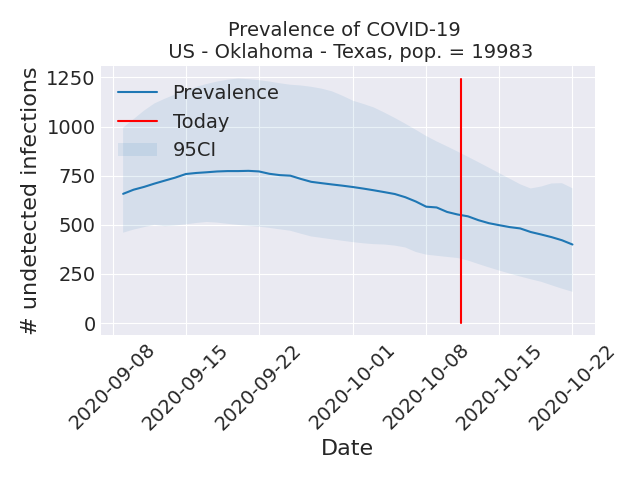 Prevalence of COVID-19
US - Oklahoma - Texas, pop. = 19983
# undetected infections
1250
1000
750
500
250
0
Prevalence
Today
95CI
2020-09-08
2020-09-15
2020-09-22
2020-10-01
2020-10-08
2020-10-15
2020-10-22
Date